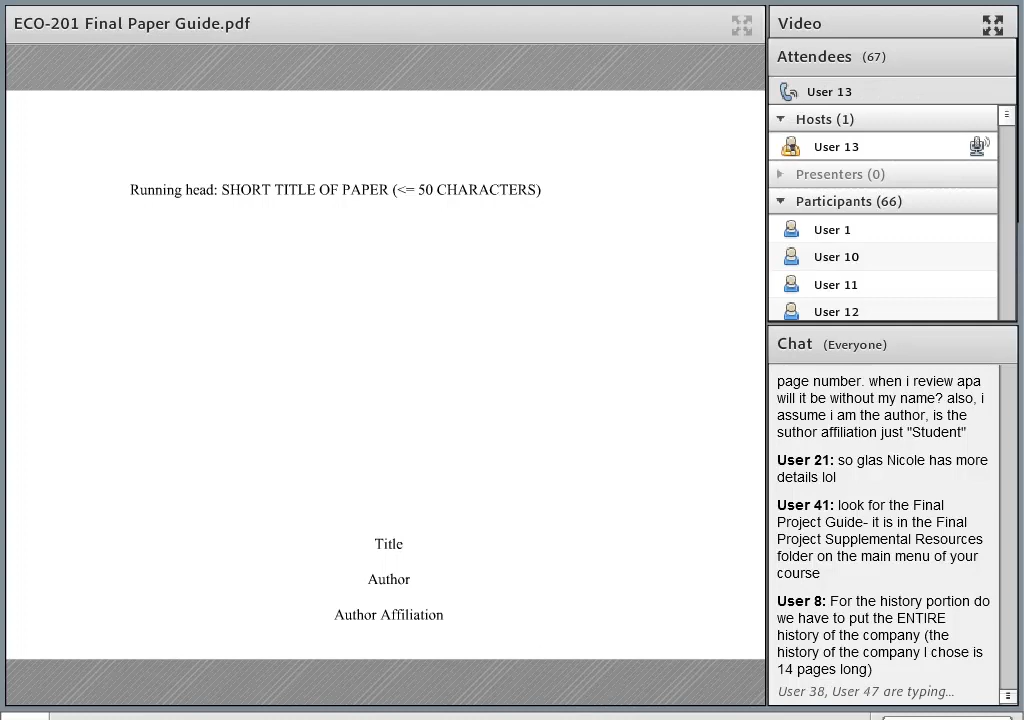 ECO-201 Final Paper Guide.pdf
Running head: SHORT TITLE OF PAPER (<= 50 CHARACTERS)
Title
Author
Author Affiliation
Video
Attendees (67)
User 13
Hosts (1)
User 13
Presenters (0)
Participants (66)
User 1
User 10
User 11
User 12
Chat (Everyone)
page number. when i review apa
will it be without my name? also, i
assume i am the author, is the
suthor affiliation just "Student"
User 21: so glas Nicole has more
details lol
User 41: look for the Final
Project Guide- it is in the Final
Project Supplemental Resources
folder on the main menu of your
course
User 8: For the history portion do
we have to put the ENTIRE
history of the company (the
history of the company I chose is
14 pages long)
User 38, User 47 are typing...